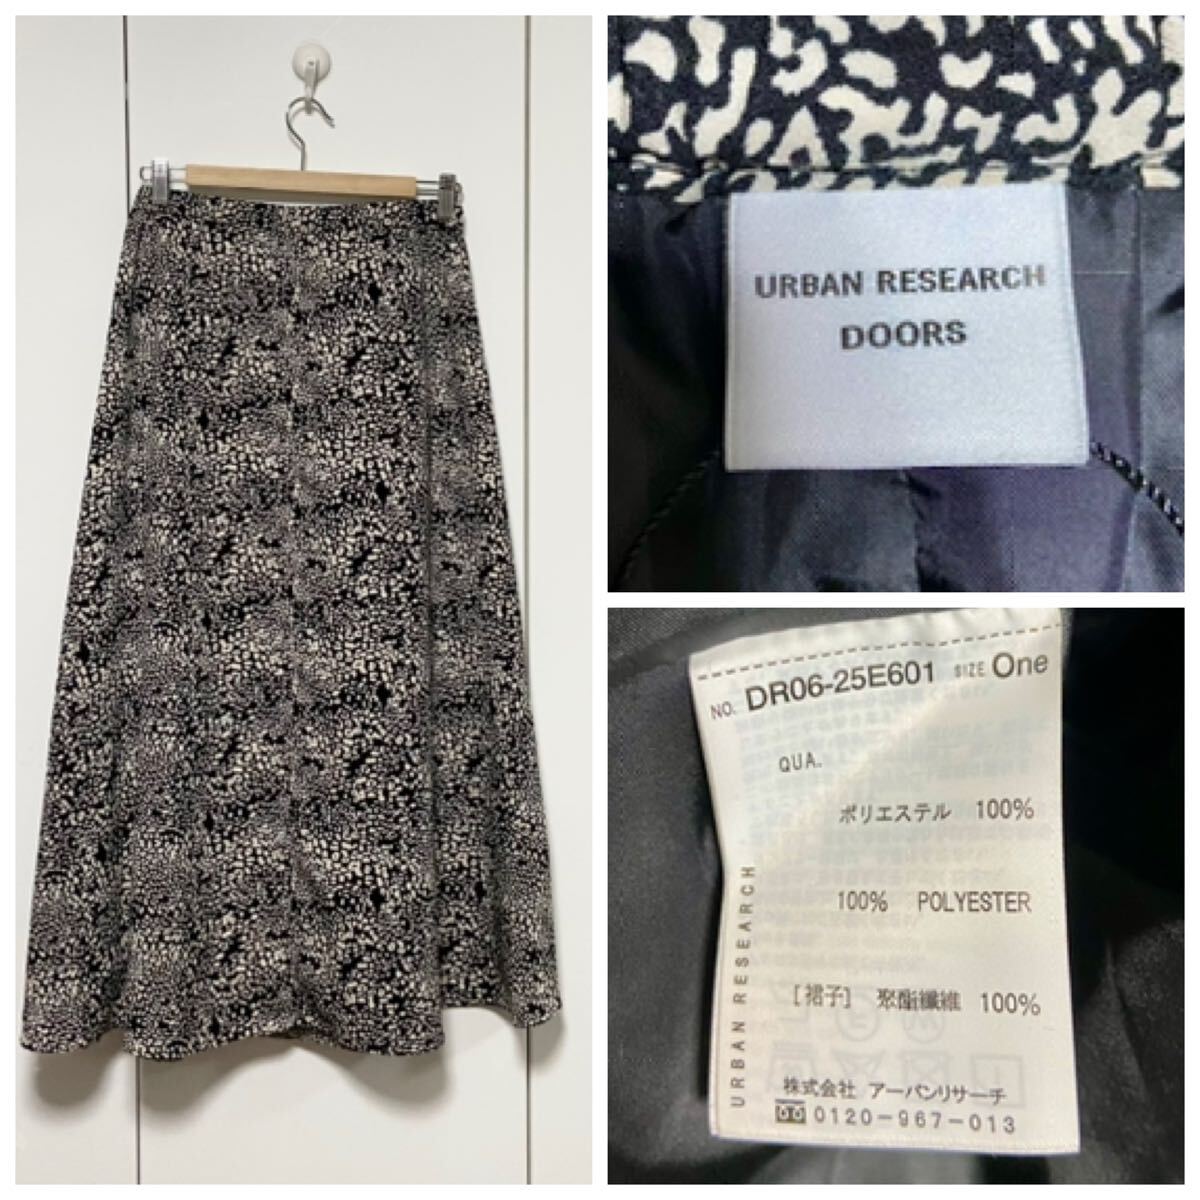 URBAN RESEARCH
DOORS
NO. DR06-25E601 SIZE One
QUA.
ポリエステル 100%
100% POLYESTER
[裙子] 聚酯纖維 100%
URBAN RESEARCH
株式会社 アーバンリサーチ
0120-967-013